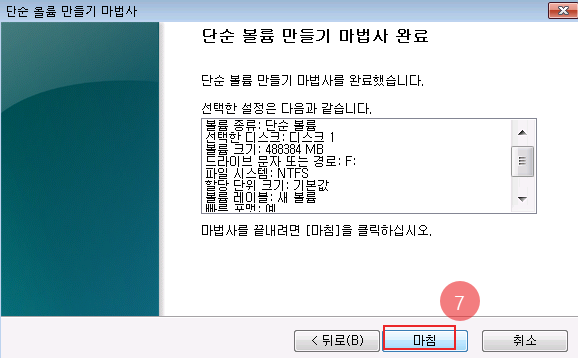 단순 볼륨 만들기 마법사
단순 볼륨 만들기 마법사 완료
단순 볼륨 만들기 마법사를 완료했습니다.
선택한 설정은 다음과 같습니다.
볼륨 종류: 단순 볼륨
선택한 디스크: 디스크 1
볼륨 크기: 488384 MB
드라이브 문자 또는 경로: F:
파일 시스템: NTFS
할당 단위 크기: 기본값
볼륨 레이블: 새 볼륨
빠른 포맷: 예
마법사를 끝내려면 [마침]을 클릭하십시오.
7
< 뒤로(B)
마침
취소